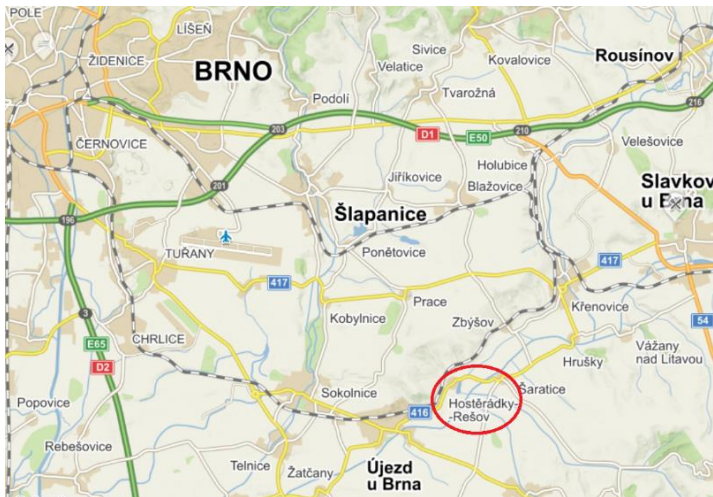 POLE
LÍŠEŇ
Sivice
Kovalovice
Rousínov
ŽIDENICE
BRNO
Velatice
Tvarožná
Podolí
216
D1
E50
210
203
ČERNOVICE
Velešovice
Holubice
Jiříkovice
Blažovice
Slavkov
u Brna
201
Šlapanice
196
TUŘANY
Ponětovice
417
417
Prace
Křenovice
3
Kobylnice
Zbýšov
54
CHRLICE
E65
D2
Hrušky
Vážany
nad Litavou
Sokolnice
Šaratice
Popovice
416
Hostěrádky-
-Rešov
Rebešovice
Telnice
Žatčany
Újezd
u Brna